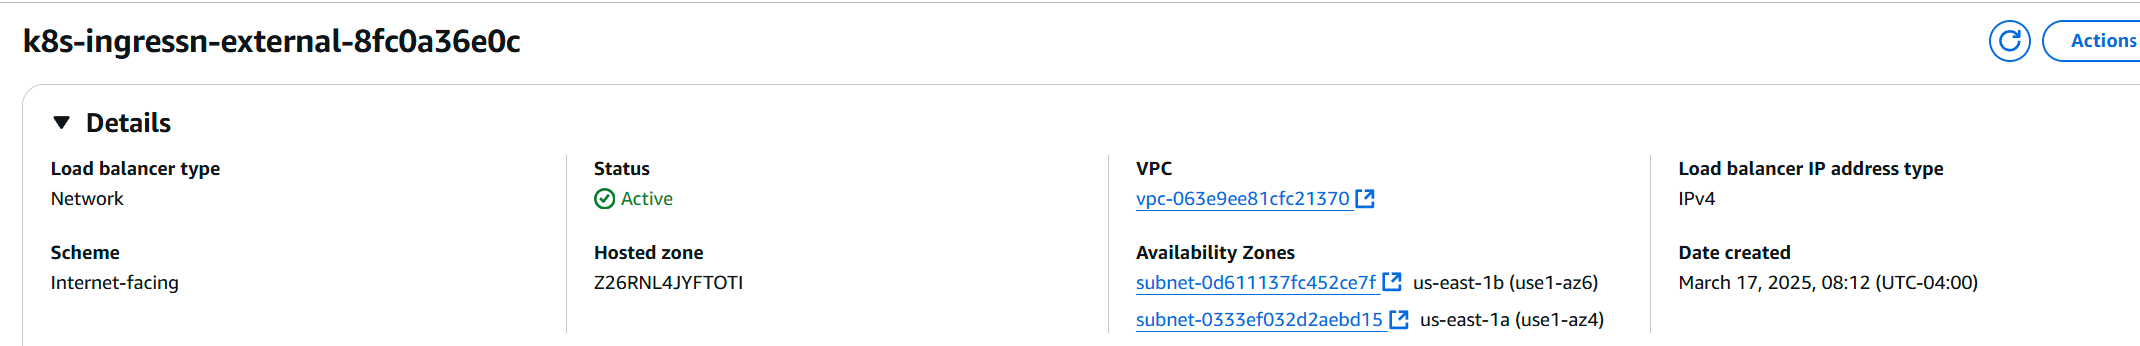 k8s-ingressn-external-8fc0a36e0c
Actions
Details
Load balancer type
Network
Status
Active
VPC
vpc-063e9ee81cfc21370
Load balancer IP address type
IPv4
Scheme
Internet-facing
Hosted zone
Z26RNL4JYFTOTI
Availability Zones
subnet-0d611137fc452ce7f us-east-1b (use1-az6)
subnet-0333ef032d2aebd15 us-east-1a (use1-az4)
Date created
March 17, 2025, 08:12 (UTC-04:00)